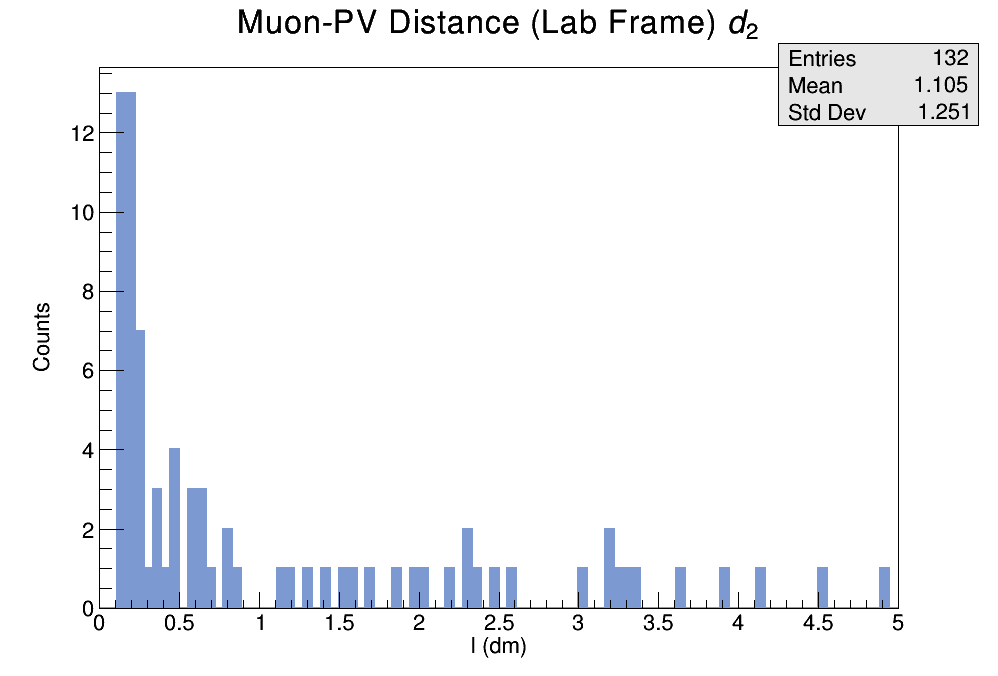 Muon-PV Distance (Lab Frame) d2
Entries 132
Mean 1.105
Std Dev 1.251
Counts
12
10
8
6
4
2
0
0 0.5 1 1.5 2 2.5 3 3.5 4 4.5 5
l (dm)